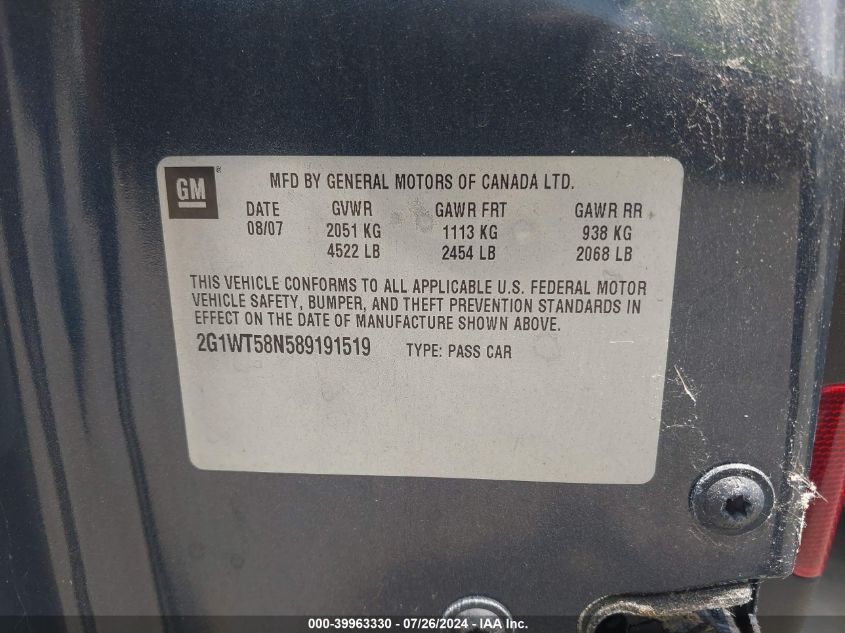 GM ®
MFD BY GENERAL MOTORS OF CANADA LTD.
DATE GVWR GAWR FRT GAWR RR
08/07 2051 KG 1113 KG 938 KG
4522 LB 2454 LB 2068 LB
THIS VEHICLE CONFORMS TO ALL APPLICABLE U.S. FEDERAL MOTOR
VEHICLE SAFETY, BUMPER, AND THEFT PREVENTION STANDARDS IN
EFFECT ON THE DATE OF MANUFACTURE SHOWN ABOVE.
2G1WT58N589191519 TYPE: PASS CAR
000-39963330 - 07/26/2024 - IAA Inc.